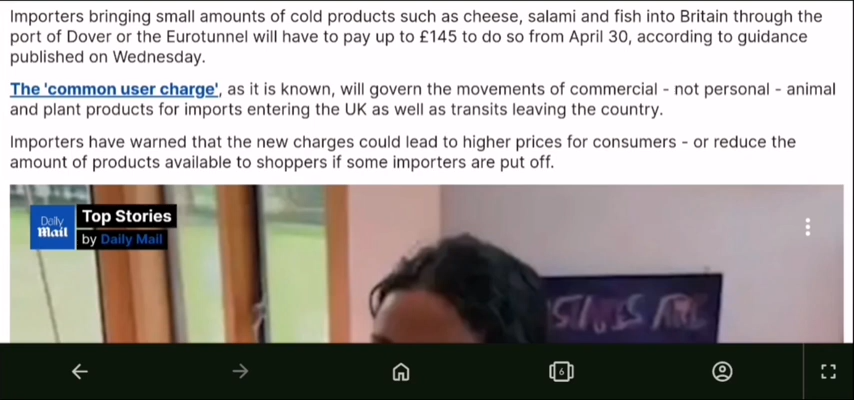 Importers bringing small amounts of cold products such as cheese, salami and fish into Britain through the
port of Dover or the Eurotunnel will have to pay up to £145 to do so from April 30, according to guidance
published on Wednesday.
The 'common user charge', as it is known, will govern the movements of commercial - not personal - animal
and plant products for imports entering the UK as well as transits leaving the country.
Importers have warned that the new charges could lead to higher prices for consumers - or reduce the
amount of products available to shoppers if some importers are put off.
Daily
Mail
Top Stories
by Daily Mail
6